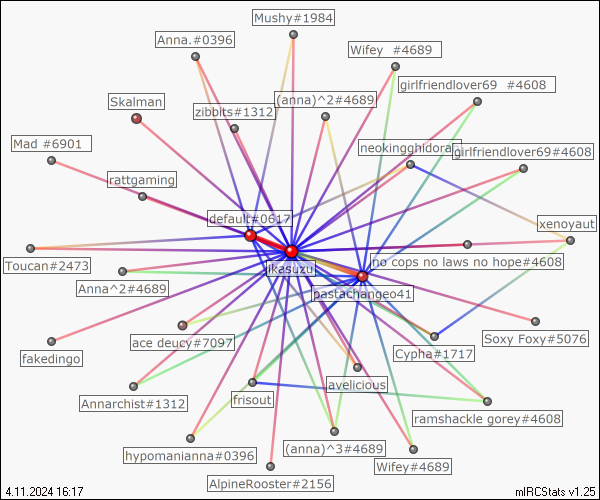 Mushy#1984
Anna.#0396
Wifey  #4689
girlfriendlover69  #4608
Skalman
(anna)^2#4689
zibbits#1312
Mad #6901
neokingghidora
girlfriendlover69#4608
rattgaming
default#0617
xenoyaut
Toucan#2473
ikasuzu
no cops no laws no hope#4608
Anna^2#4689
pastachangeo41
ace deucy#7097
Cypha#1717
Soxy Foxy#5076
fakedingo
avelicious
Annarchist#1312
frisout
ramshackle gorey#4608
hypomanianna#0396
(anna)^3#4689
Wifey#4689
AlpineRooster#2156
4.11.2024 16:17
mIRCStats v1.25